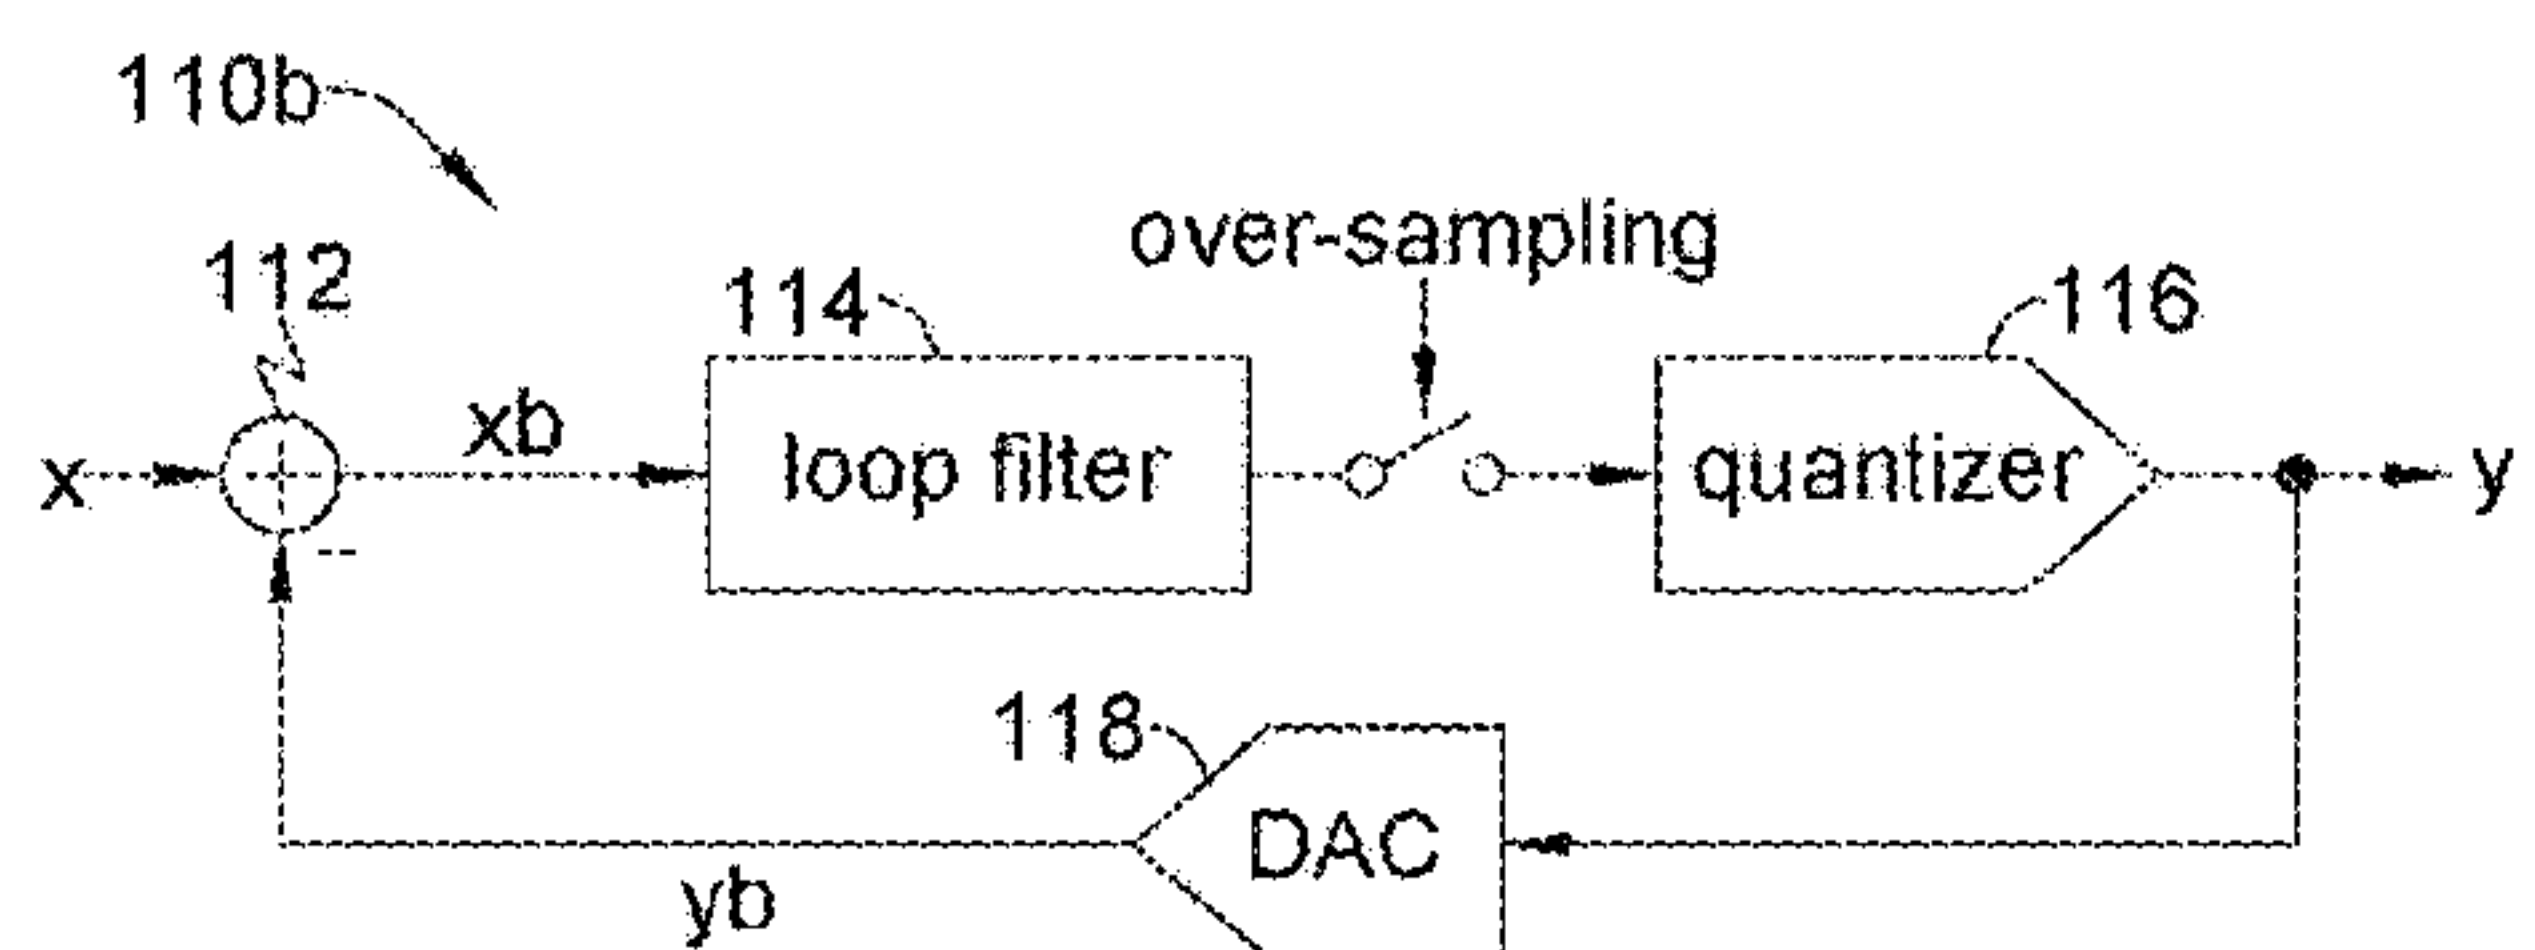 110b
112
over-sampling
114
116
xb
x
loop filter
quantizer
y
–
118
DAC
yb